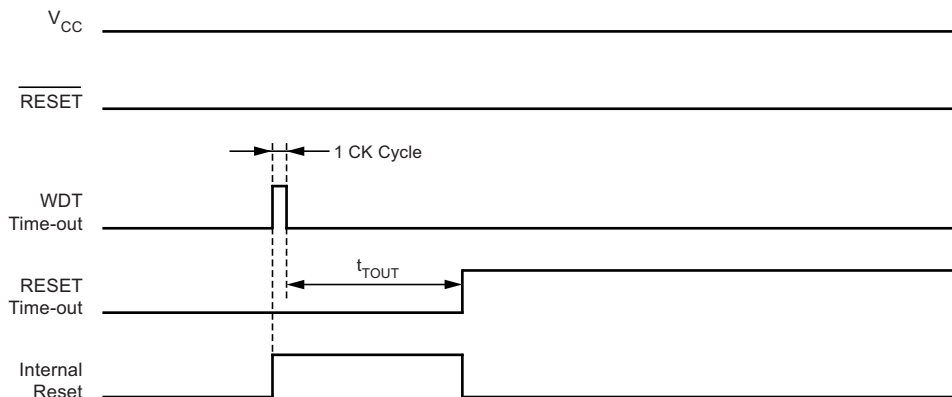 VCC
RESET
1 CK Cycle
WDT
Time-out
tTOUT
RESET
Time-out
Internal
Reset